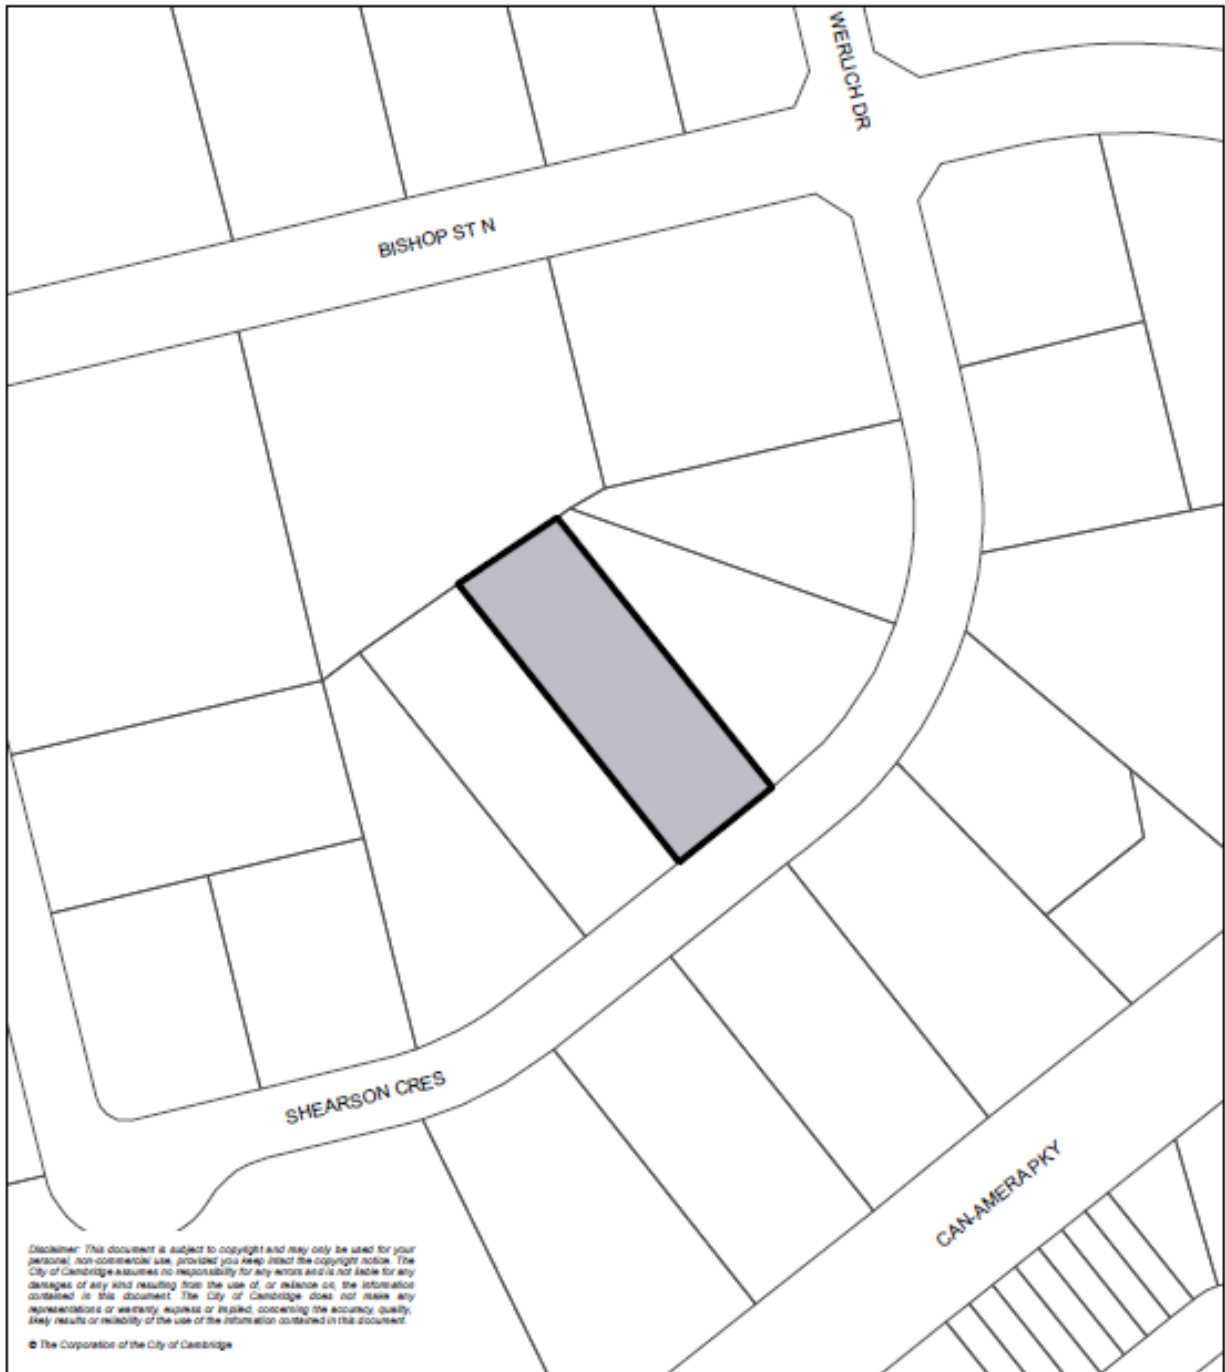 WERLICH DR
BISHOP ST N
SHEARSON CRES
CAN-AMERA PKY
Disclaimer: This document is subject to copyright and may only be used for your
personal, non-commercial use, provided you keep intact the copyright notice. The
City of Cambridge assumes no responsibility for any errors and is not liable for any
damages of any kind resulting from the use of, or reliance on, the information
contained in this document. The City of Cambridge does not make any
representations or warranty, express or implied, concerning the accuracy, quality,
likely results or reliability of the use of the information contained in this document.
© The Corporation of the City of Cambridge